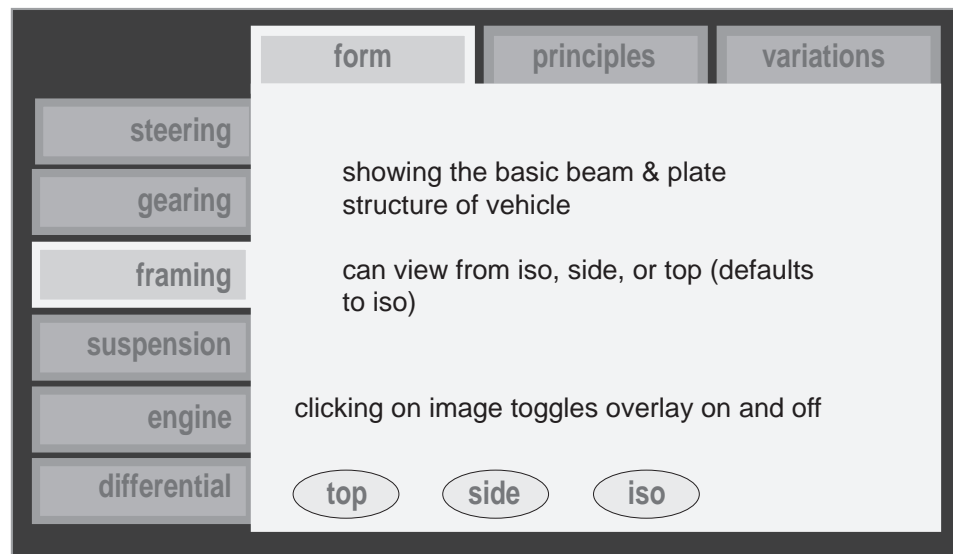 form
principles
variations
steering
gearing
framing
suspension
engine
differential
showing the basic beam & plate
structure of vehicle
can view from iso, side, or top (defaults
to iso)
clicking on image toggles overlay on and off
top
side
iso